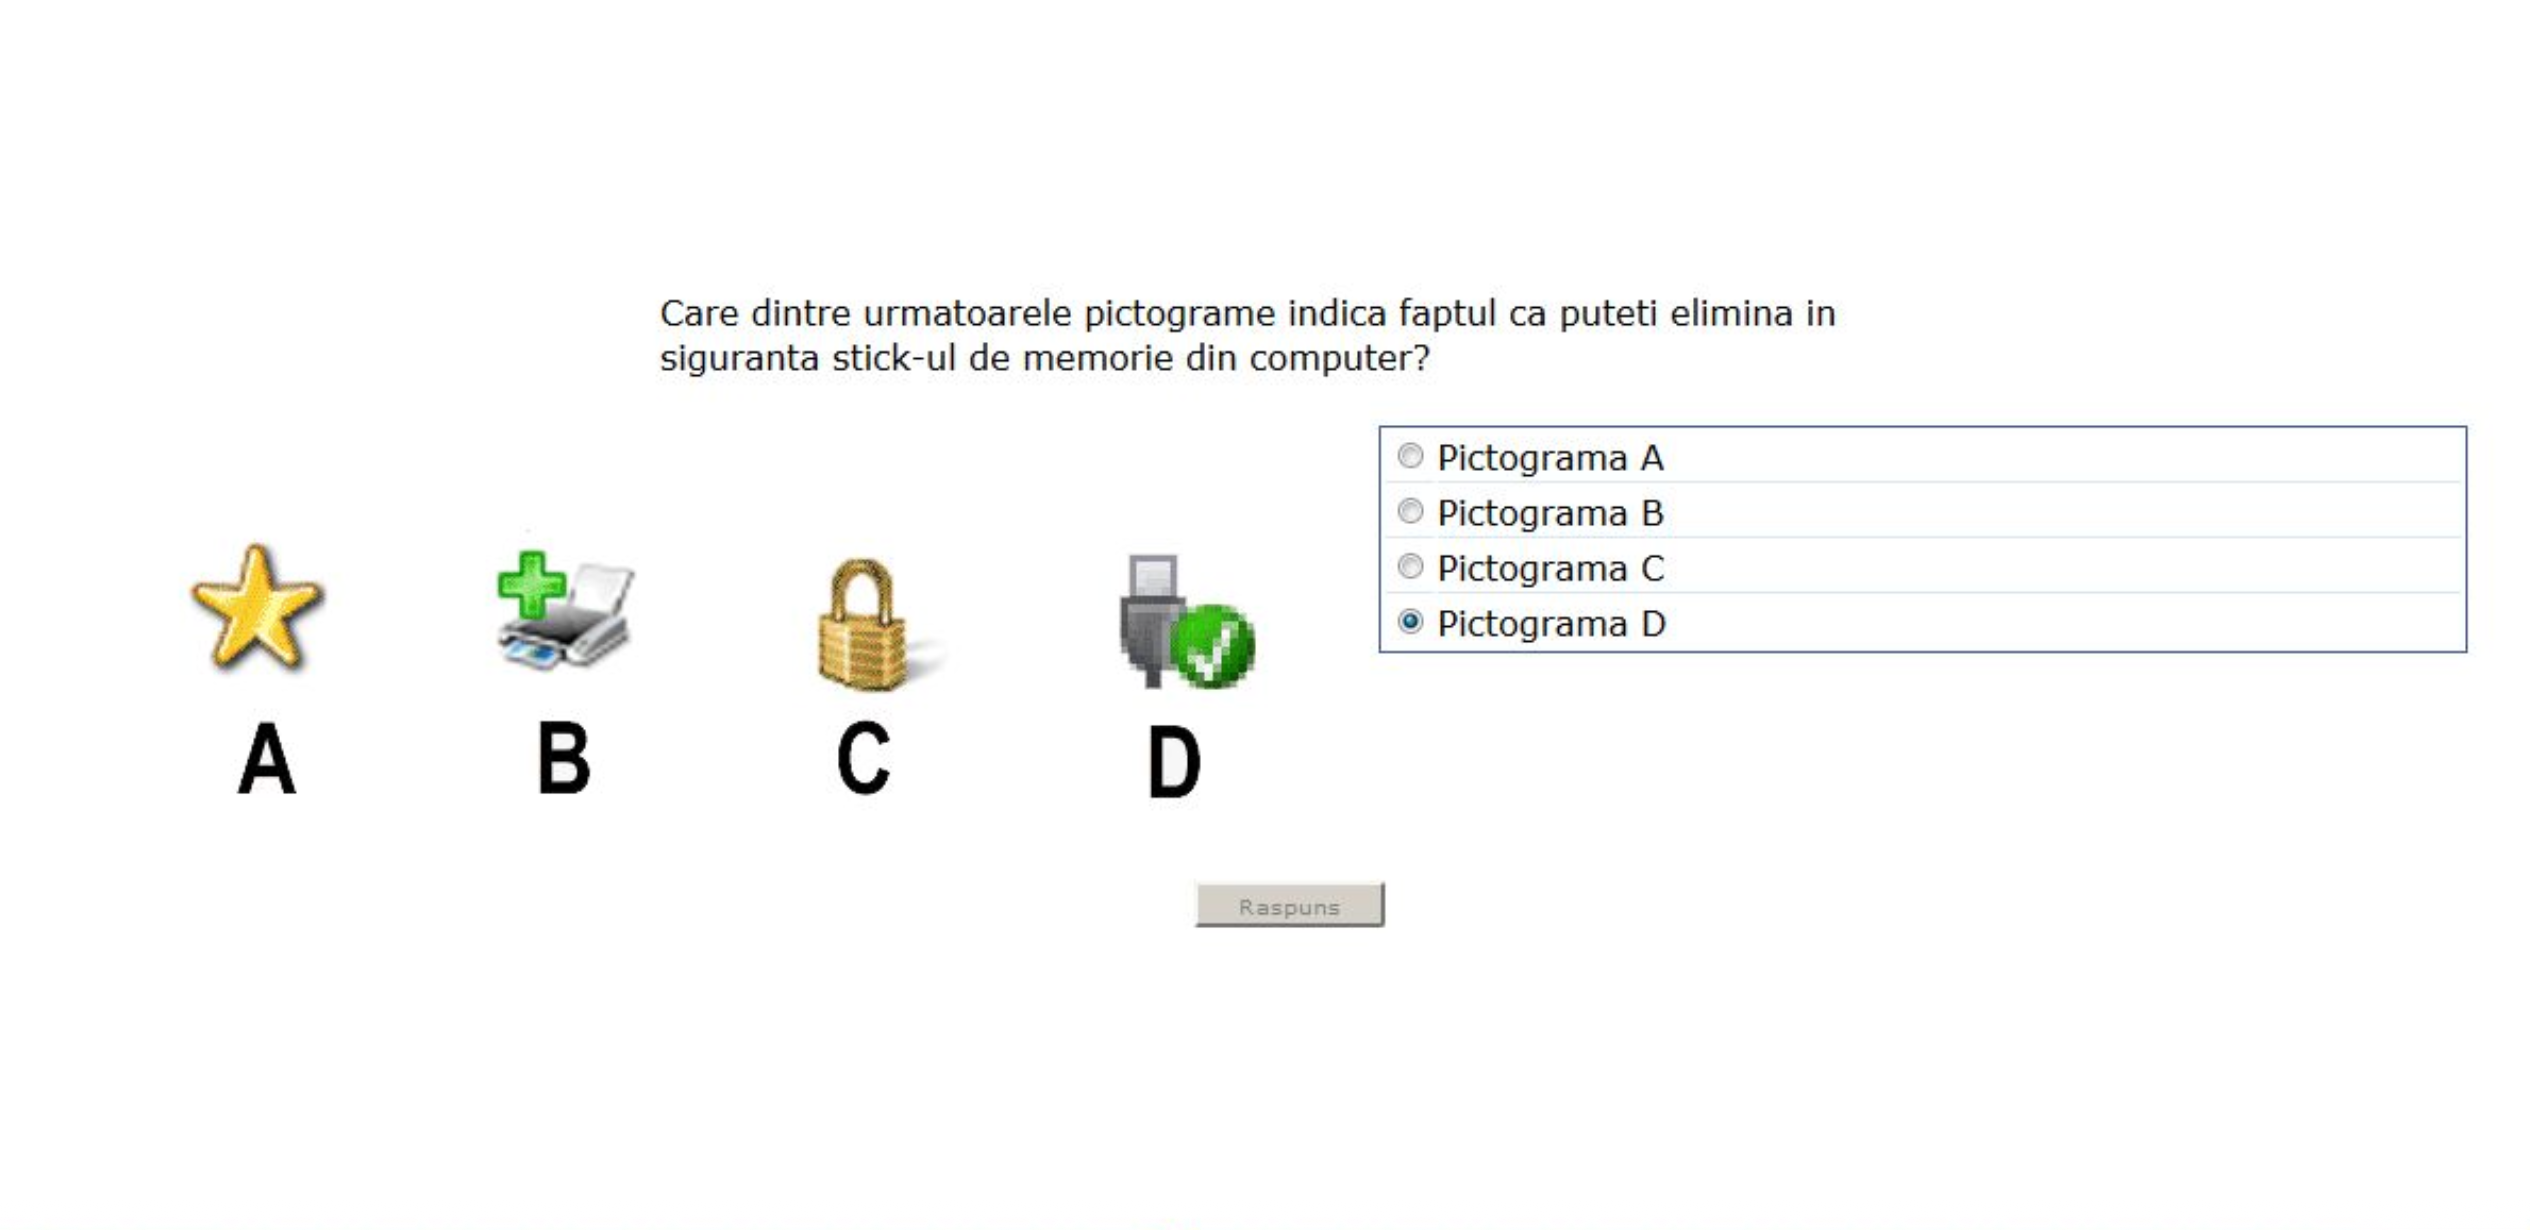 Care dintre urmatoarele pictograme indica faptul ca puteti elimina in
siguranta stick-ul de memorie din computer?
Pictograma A
Pictograma B
Pictograma C
Pictograma D
A
B
C
D
Raspuns